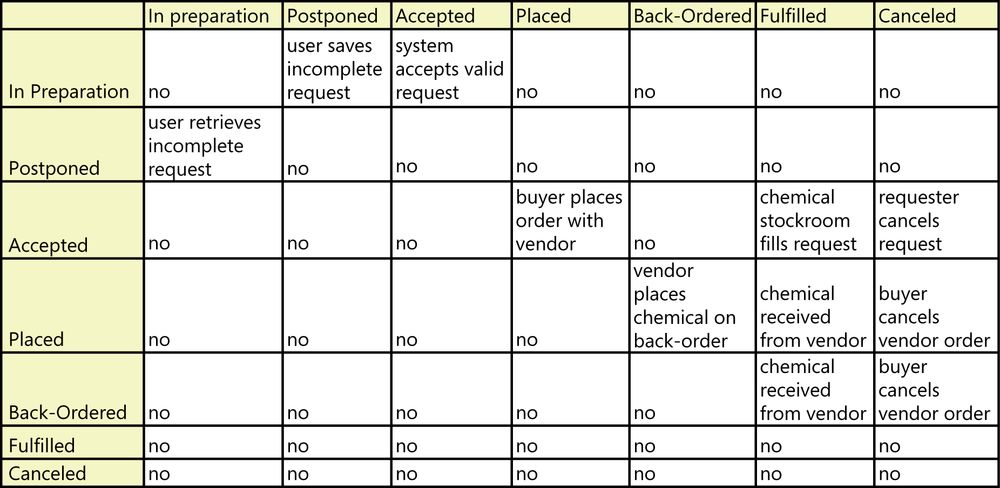 In preparation Postponed Accepted Placed Back-Ordered Fulfilled Canceled
In Preparation no user saves incomplete request system accepts valid request no no no no
Postponed user retrieves incomplete request no no no no no no
Accepted no no no buyer places order with vendor no chemical stockroom fills request requester cancels request
Placed no no no no vendor places chemical on back-order chemical received from vendor buyer cancels vendor order
Back-Ordered no no no no no chemical received from vendor buyer cancels vendor order
Fulfilled no no no no no no no
Canceled no no no no no no no